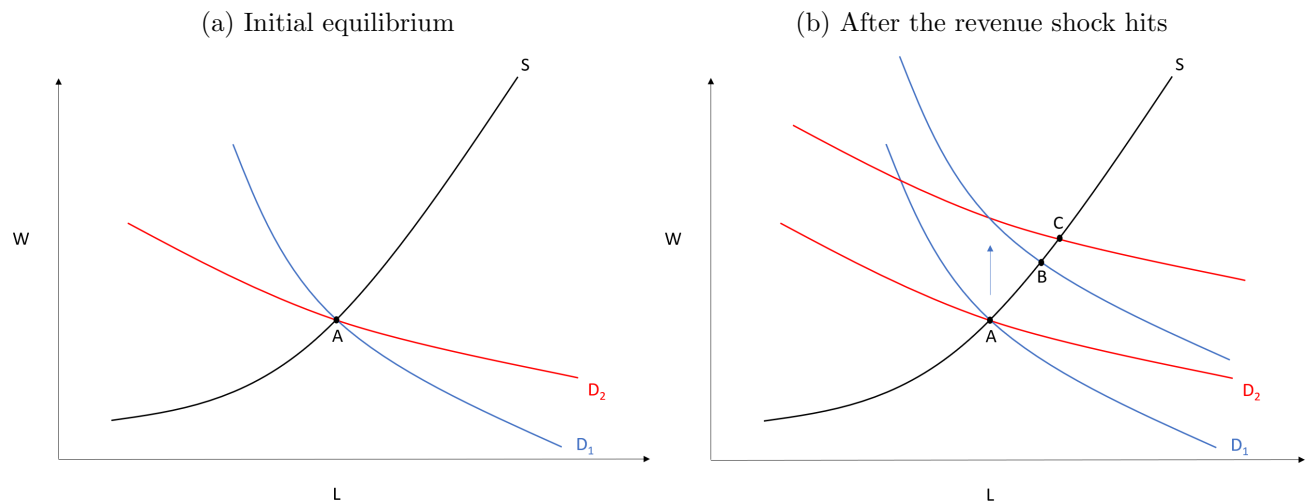 (a) Initial equilibrium
S
W
A
D₂
D₁
L
(b) After the revenue shock hits
S
W
C
B
A
D₂
D₁
L